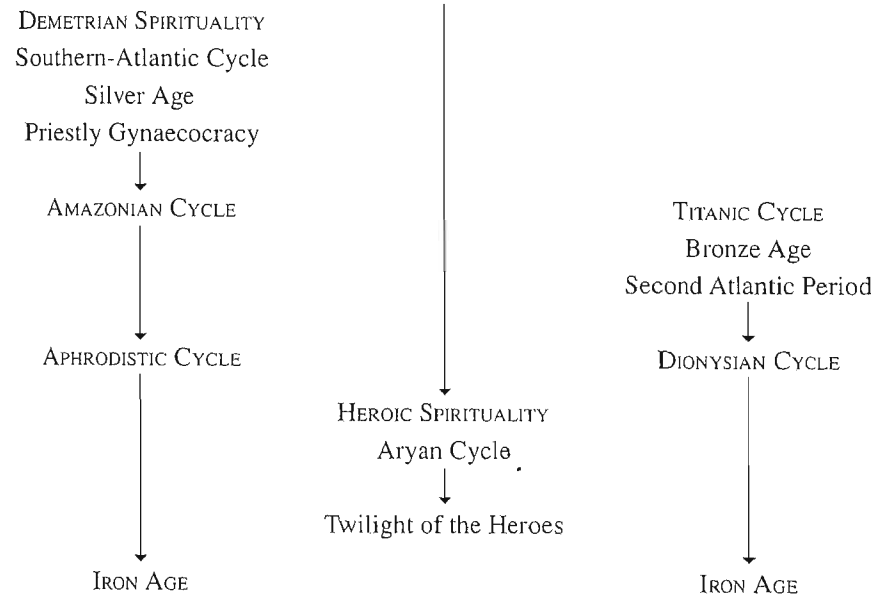 DEMETRIAN SPIRITUALITY
Southern-Atlantic Cycle
Silver Age
Priestly Gynaecocracy
AMAZONIAN CYCLE
APHRODISTIC CYCLE
IRON AGE
HEROIC SPIRITUALITY
Aryan Cycle
Twilight of the Heroes
TITANIC CYCLE
Bronze Age
Second Atlantic Period
DIONYSIAN CYCLE
IRON AGE